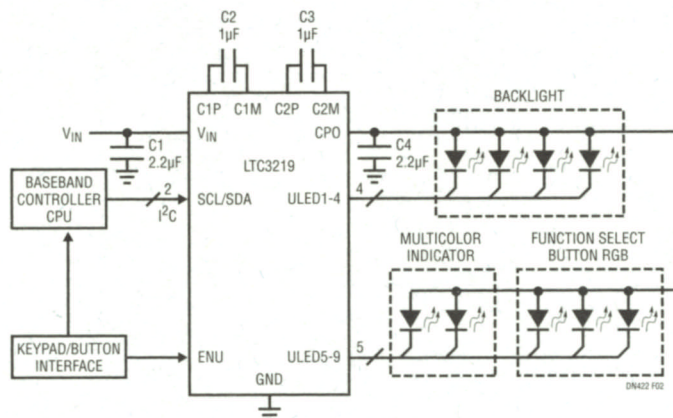 C2
1µF
C3
1µF
C1P C1M C2P C2M
BACKLIGHT
VIN
VIN
CPO
C1
2.2µF
LTC3219
C4
2.2µF
BASEBAND
CONTROLLER
CPU
2
I²C
SCL/SDA
ULED1-4
4
MULTICOLOR
INDICATOR
FUNCTION SELECT
BUTTON RGB
KEYPAD/BUTTON
INTERFACE
ENU
ULED5-9
5
GND
DN422 F02